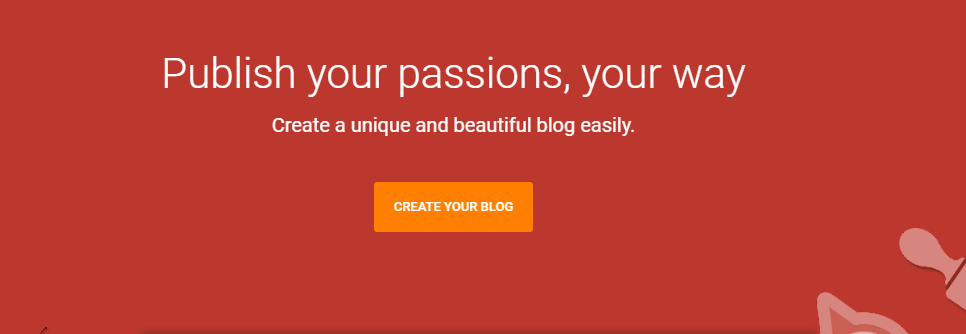 Publish your passions, your way
Create a unique and beautiful blog easily.
CREATE YOUR BLOG